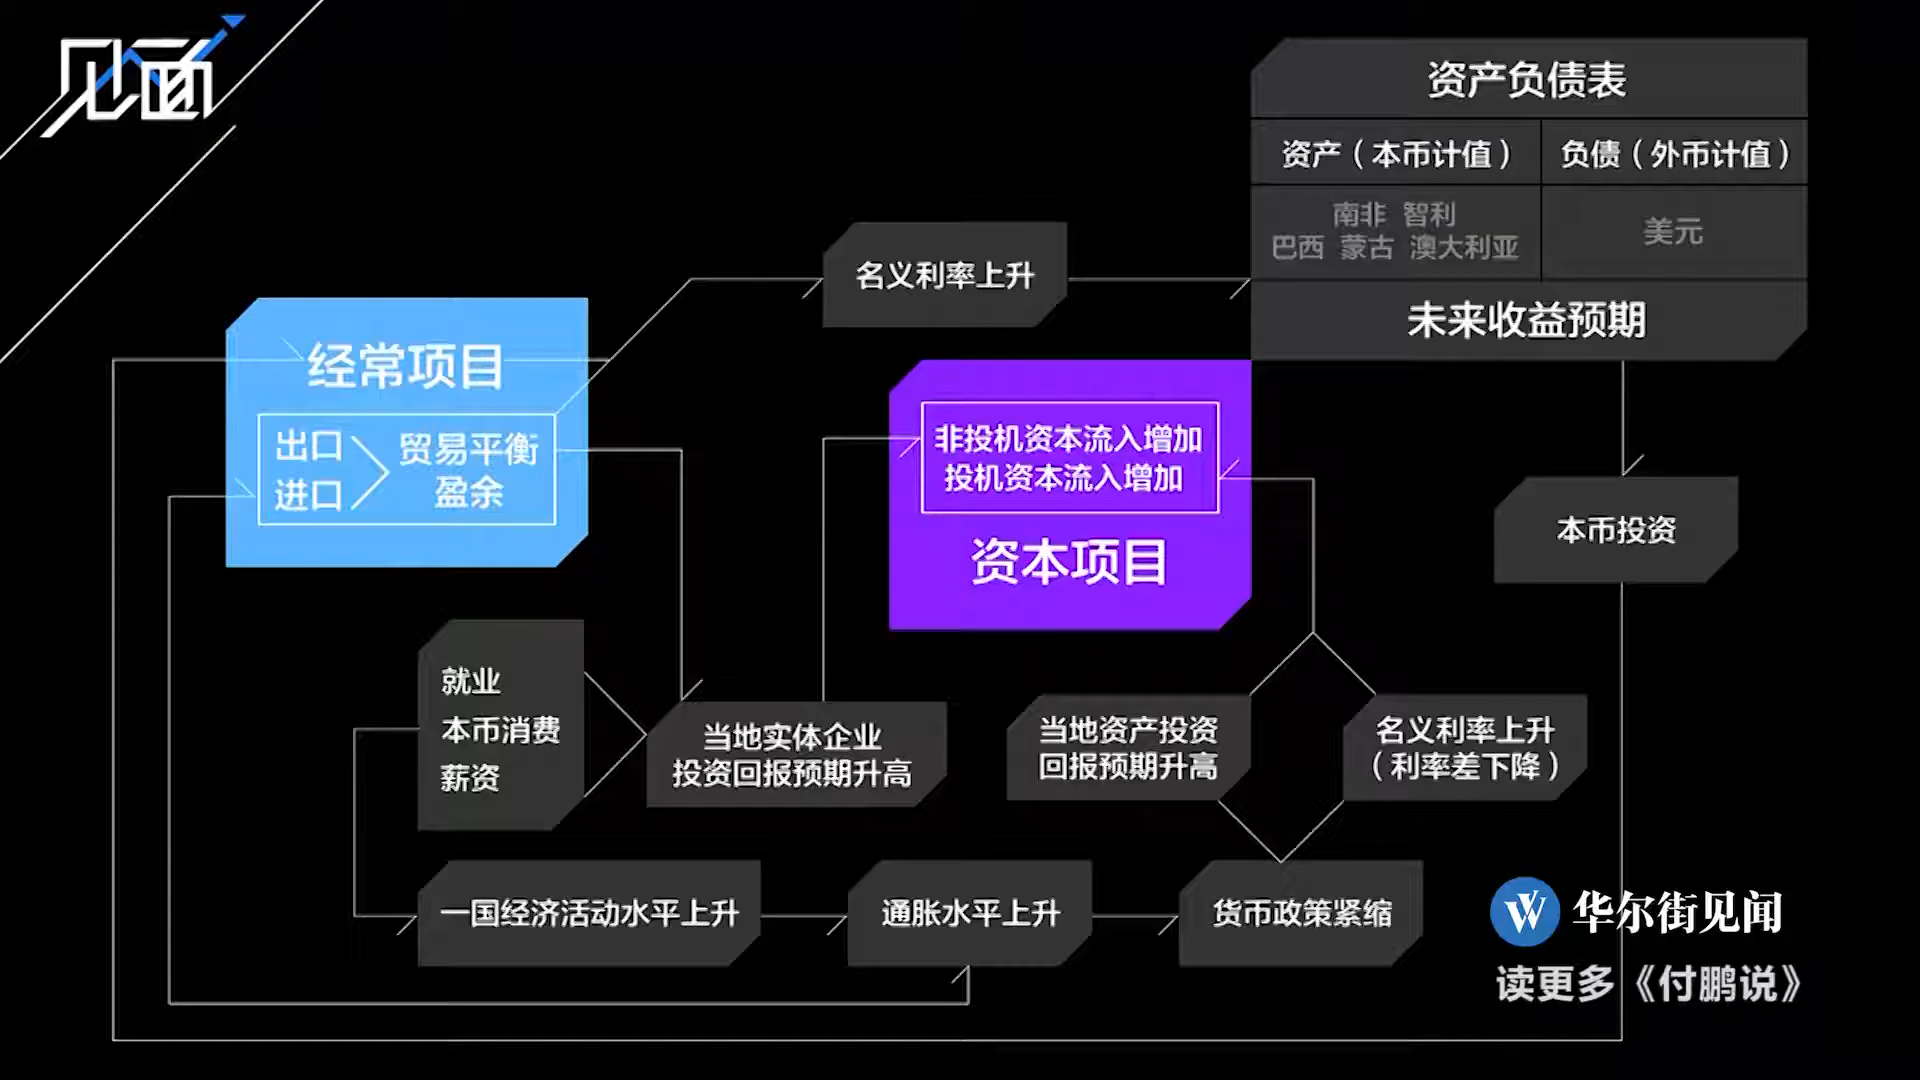 见面
资产负债表
资产（本币计值）
负债（外币计值）
南非 智利
巴西 蒙古 澳大利亚
美元
未来收益预期
名义利率上升
经常项目
出口
进口
贸易平衡
盈余
非投机资本流入增加
投机资本流入增加
资本项目
本币投资
就业
本币消费
薪资
当地实体企业
投资回报预期升高
当地资产投资
回报预期升高
名义利率上升
（利率差下降）
一国经济活动水平上升
通胀水平上升
货币政策紧缩
W 华尔街见闻
读更多《付鹏说》